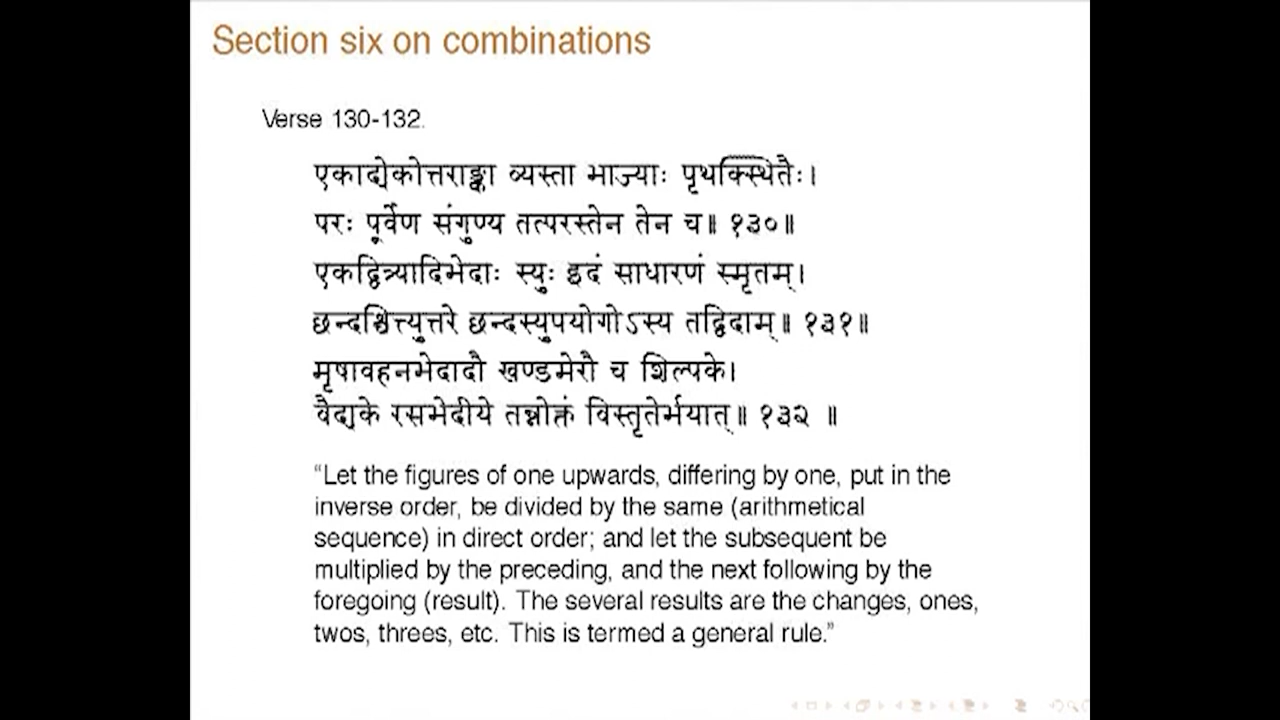 Section six on combinations
Verse 130-132.
एकाद्येकोत्तराङ्का व्यस्ता भाज्याः पृथक्स्थितैः।
परः पूर्वेण संगुण्य तत्परस्तेन तेन च॥ १३०॥
एकद्वित्र्यादिभेदाः स्युः इदं साधारणं स्मृतम्।
छन्दश्चित्त्युत्तरे छन्दस्युपयोगोऽस्य तद्विदाम्॥ १३१॥
मृषावहनभेदादौ खण्डमेरौ च शिल्पके।
वैद्यके रसभेदीये तन्नोक्तं विस्तृतेर्भयात्॥ १३२ ॥
“Let the figures of one upwards, differing by one, put in the
inverse order, be divided by the same (arithmetical
sequence) in direct order; and let the subsequent be
multiplied by the preceding, and the next following by the
foregoing (result). The several results are the changes, ones,
twos, threes, etc. This is termed a general rule.”